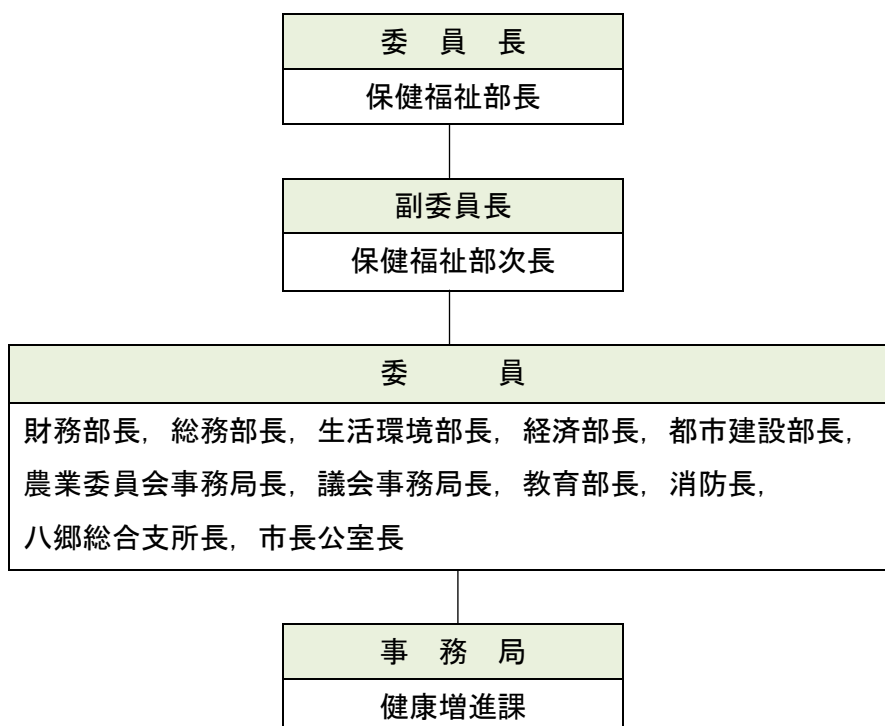 委　員　長
保健福祉部長
副委員長
保健福祉部次長
委　　　員
財務部長，総務部長，生活環境部長，経済部長，都市建設部長，
農業委員会事務局長，議会事務局長，教育部長，消防長，
八郷総合支所長，市長公室長
事　務　局
健康増進課